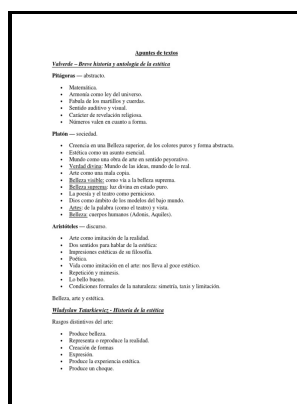 Apuntes de textos
Valverde – Breve historia y antología de la estética
Pitágoras — abstracto.
• Matemática.
• Armonía como ley del universo.
• Fabula de los martillos y cuerdas.
• Sentido auditivo y visual.
• Carácter de revelación religiosa.
• Números valen en cuanto a forma.
Platón — sociedad.
• Creencia en una Belleza superior, de los colores puros y forma abstracta.
• Estética como un asunto esencial.
• Mundo como una obra de arte en sentido peyorativo.
• Verdad divina: Mundo de las ideas, mundo de lo real.
• Arte como una mala copia.
• Belleza visible: como vía a la belleza suprema.
• Belleza suprema: luz divina en estado puro.
• La poesía y el teatro como pernicioso.
• Dios como ámbito de los modelos del bajo mundo.
• Artes: de la palabra (como el teatro) y vista.
• Belleza: cuerpos humanos (Adonis, Aquiles).
Aristóteles — discurso.
• Arte como imitación de la realidad.
• Dos sentidos para hablar de la estética:
• Impresiones estéticas de su filosofía.
• Poética.
• Vida como imitación en el arte: nos lleva al goce estético.
• Repetición y mimesis.
• Lo bello bueno.
• Condiciones formales de la naturaleza: simetría, taxis y limitación.
Belleza, arte y estética.
Wladyslaw Tatarkiewicz - Historia de la estética
Rasgos distintivos del arte:
• Produce belleza.
• Representa o reproduce la realidad.
• Creación de formas
• Expresión.
• Produce la experiencia estética.
• Produce un choque.